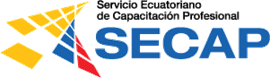 Servicio Ecuatoriano
de Capacitación Profesional
SECAP